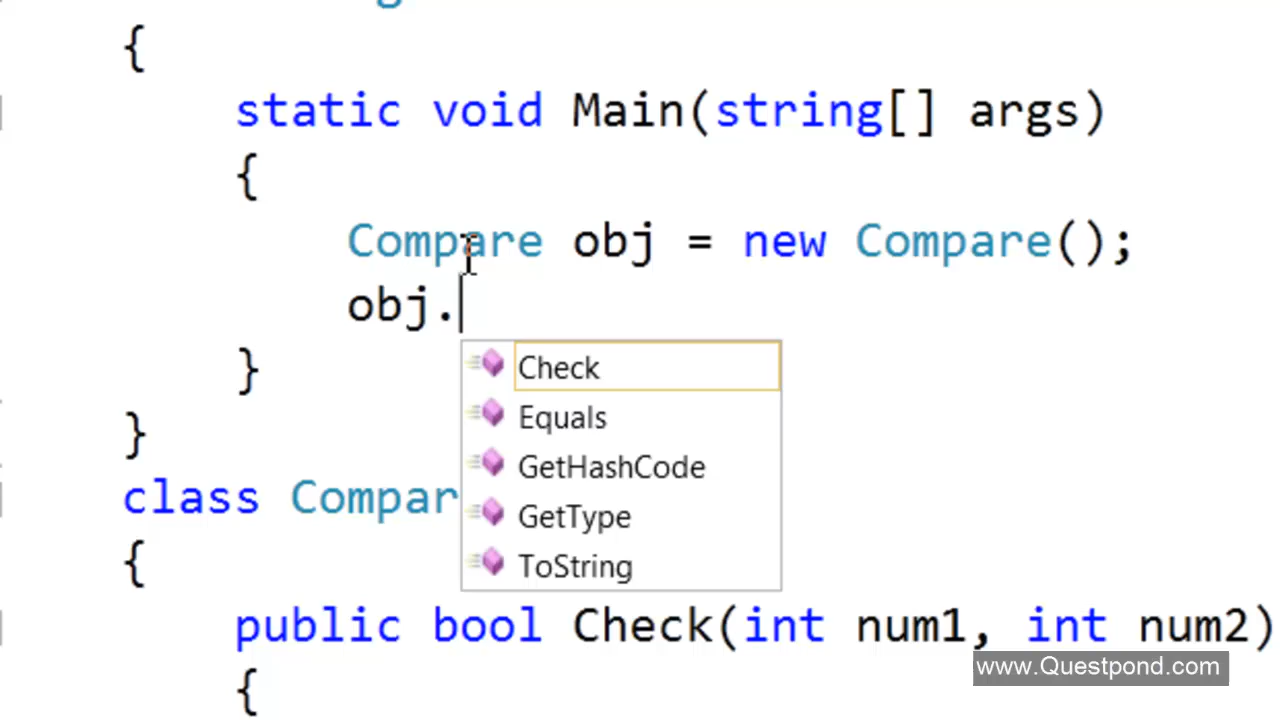 {
static void Main(string[] args)
{
Compare obj = new Compare();
obj.
Check
Equals
GetHashCode
GetType
ToString
}
}
class Compar
{
public bool Check(int num1, int num2)
{
www.Questpond.com